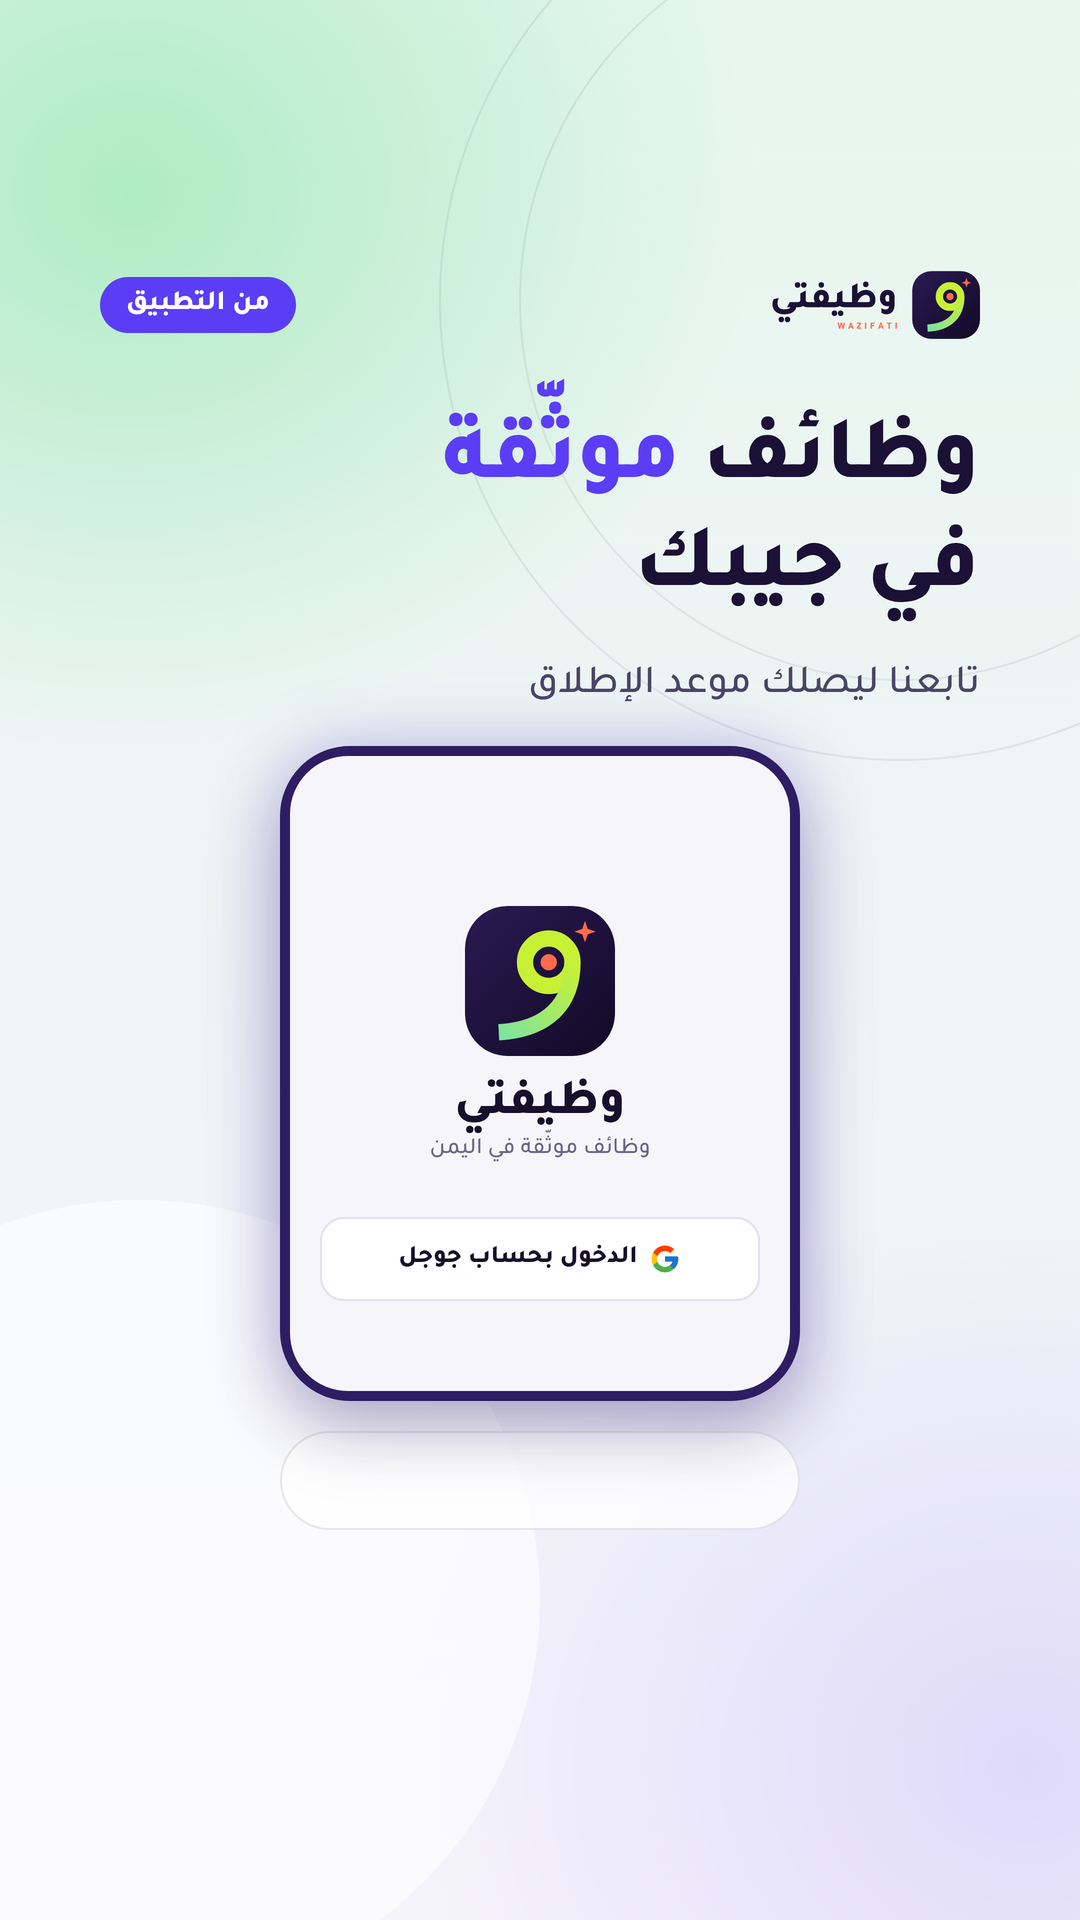 وظيفتي
WAZIFATI
من التطبيق
وظائف موثّقة
في جيبك
تابعنا ليصلك موعد الإطلاق
وظيفتي
وظائف موثّقة في اليمن
الدخول بحساب جوجل